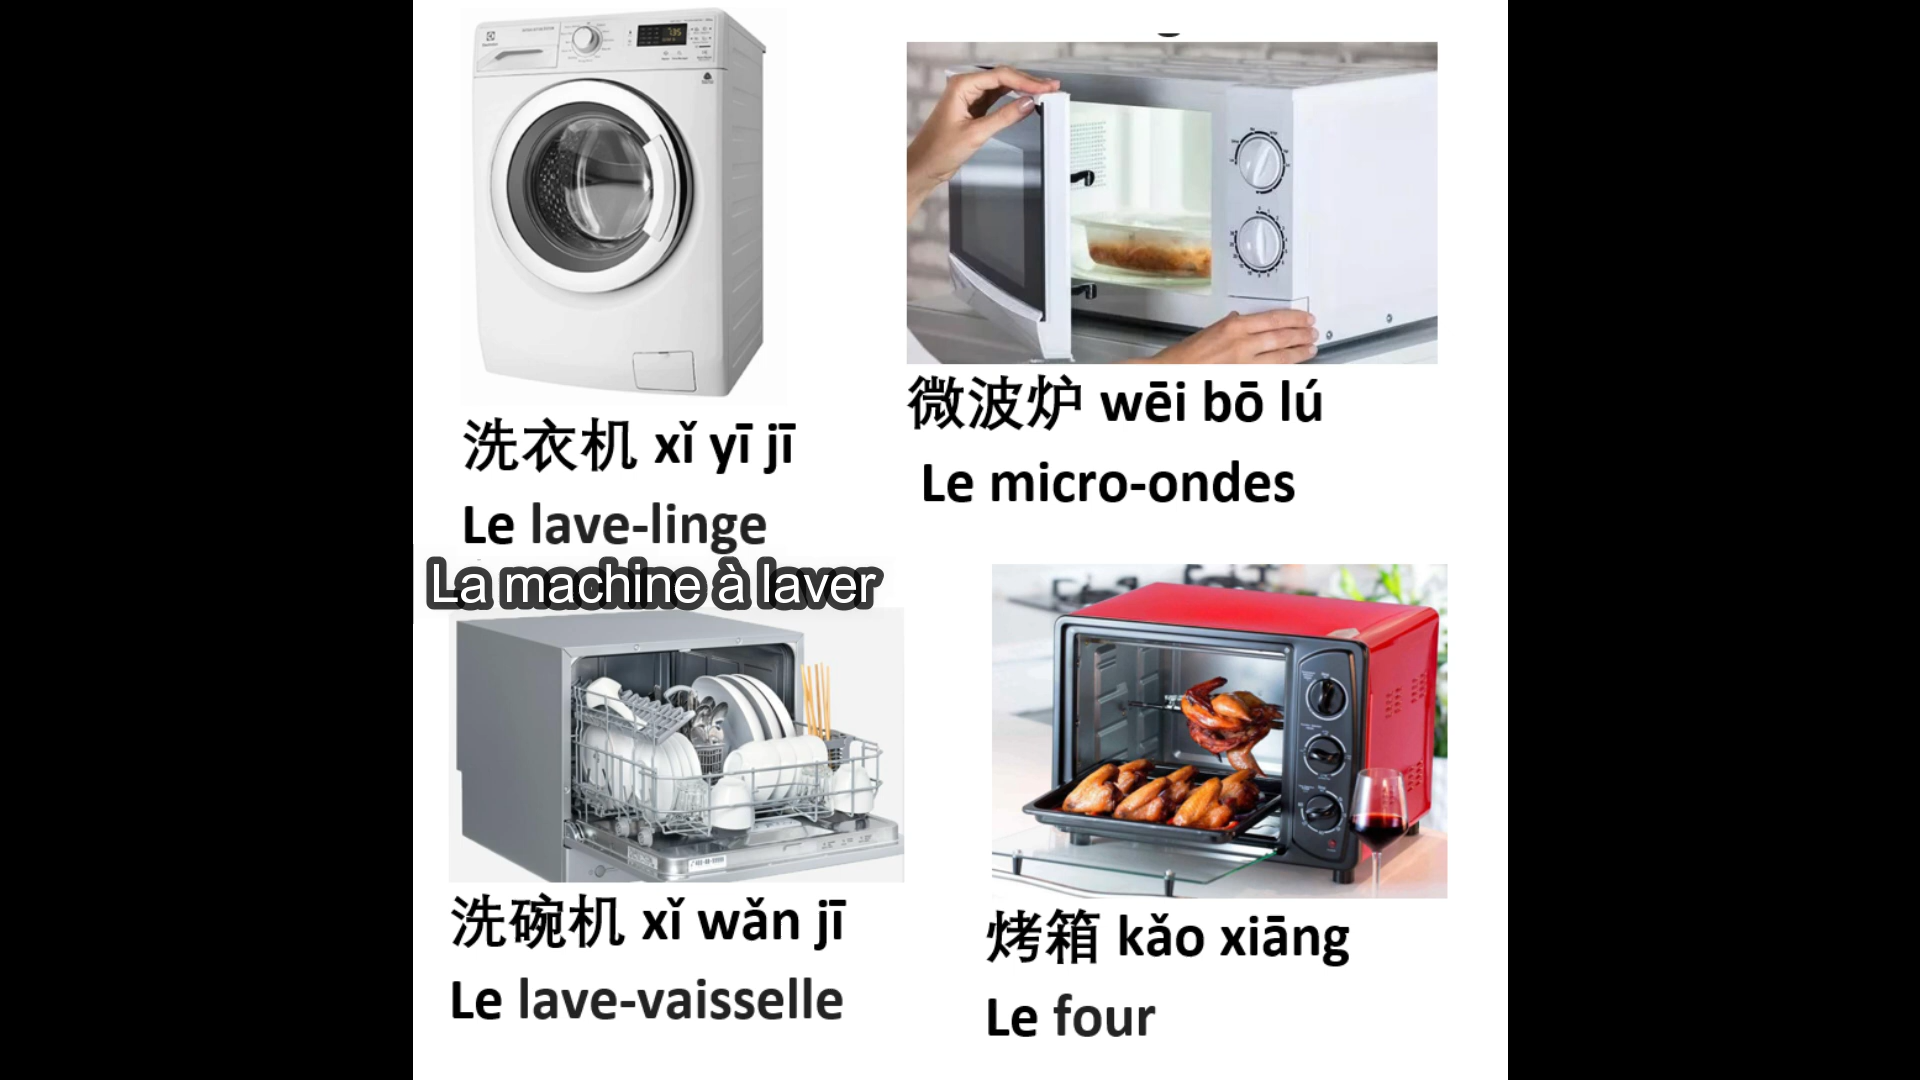 洗衣机 xǐ yī jī
Le lave-linge
La machine à laver
微波炉 wēi bō lú
Le micro-ondes
洗碗机 xǐ wǎn jī
Le lave-vaisselle
烤箱 kǎo xiāng
Le four